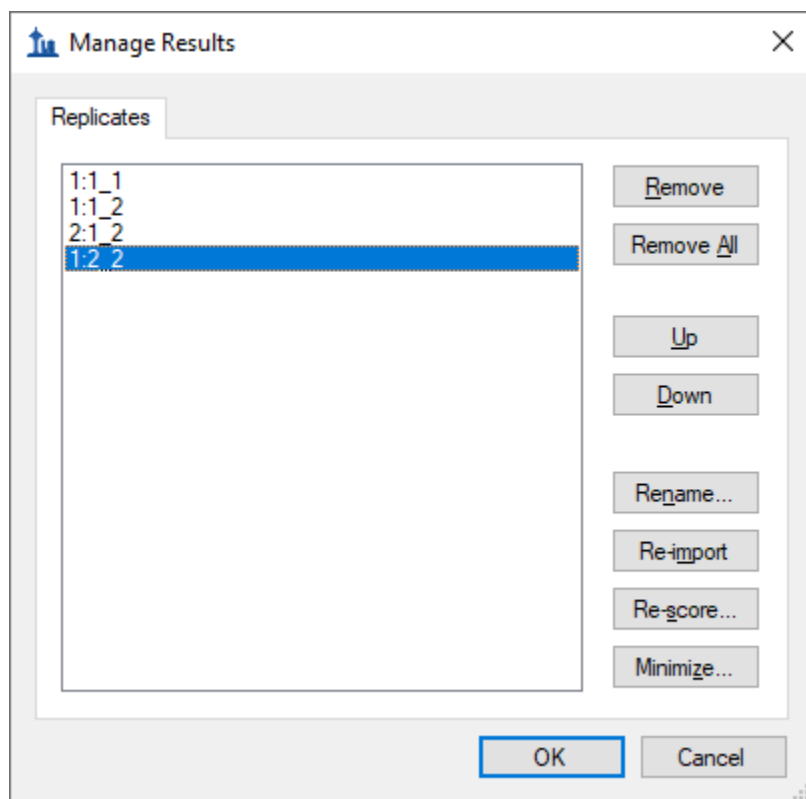 Manage Results
Replicates
1:1_1
1:1_2
2:1_2
1:2_2
Remove
Remove All
Up
Down
Rename...
Re-import
Re-score...
Minimize...
OK
Cancel